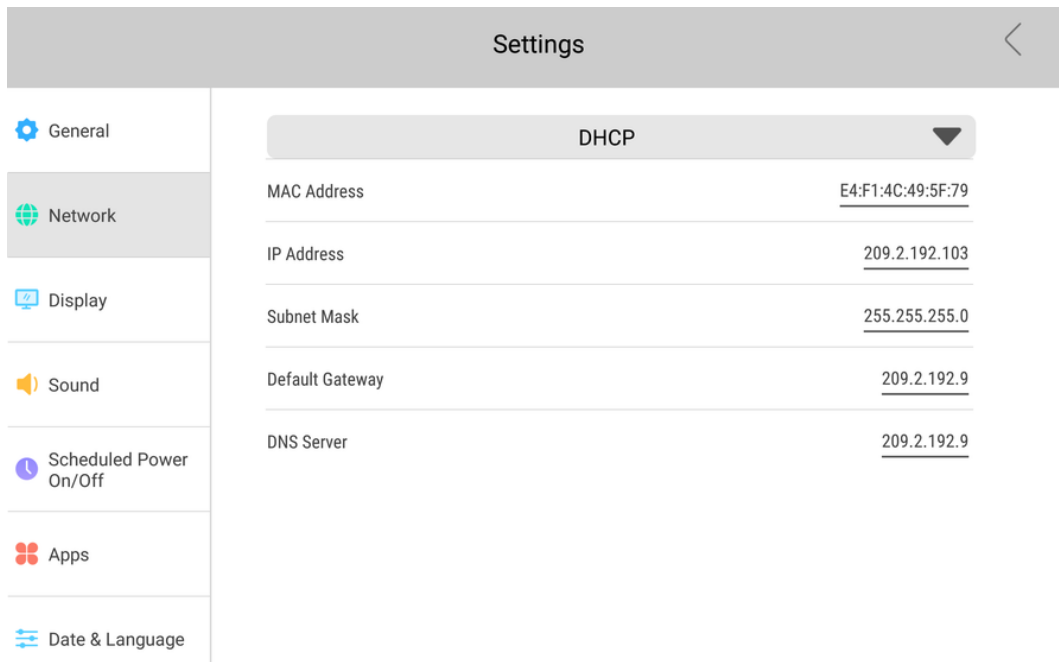 Settings
General
Network
Display
Sound
Scheduled Power
On/Off
Apps
Date & Language
DHCP
MAC Address E4:F1:4C:49:5F:79
IP Address 209.2.192.103
Subnet Mask 255.255.255.0
Default Gateway 209.2.192.9
DNS Server 209.2.192.9